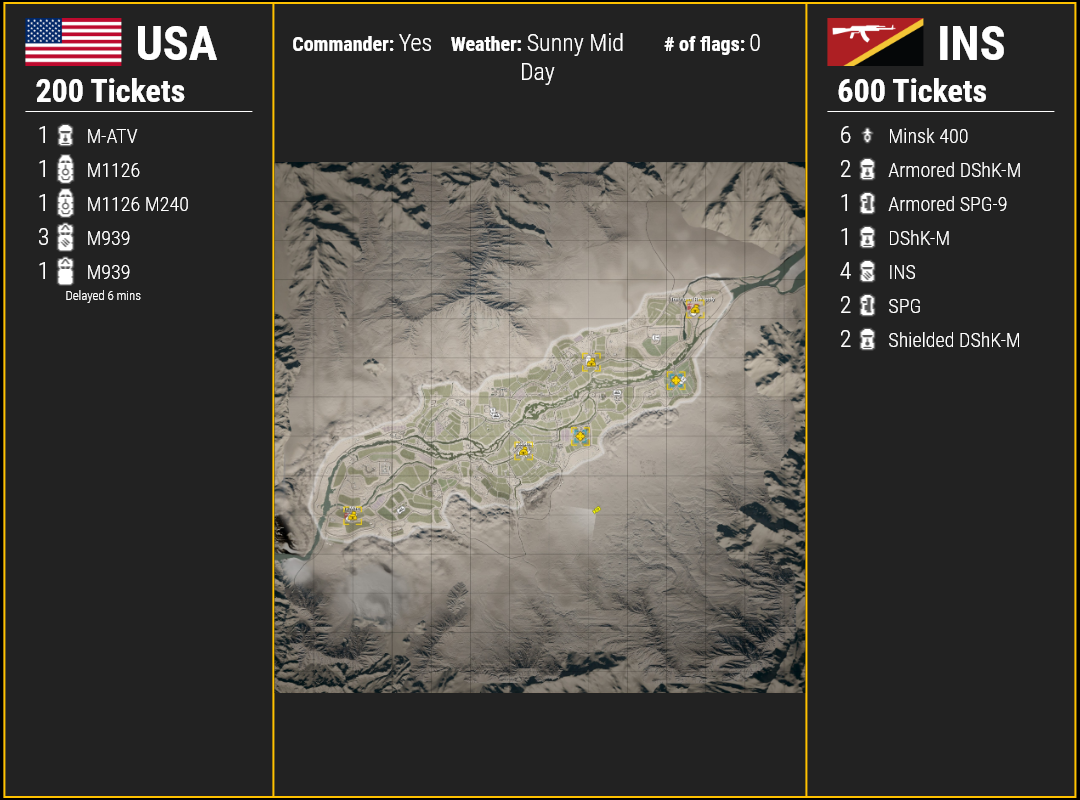 USA
200 Tickets
1 M-ATV
1 M1126
1 M1126 M240
3 M939
1 M939
Delayed 6 mins
Commander: Yes Weather: Sunny Mid # of flags: 0
Day
INS
600 Tickets
6 Minsk 400
2 Armored DShK-M
1 Armored SPG-9
1 DShK-M
4 INS
2 SPG
2 Shielded DShK-M